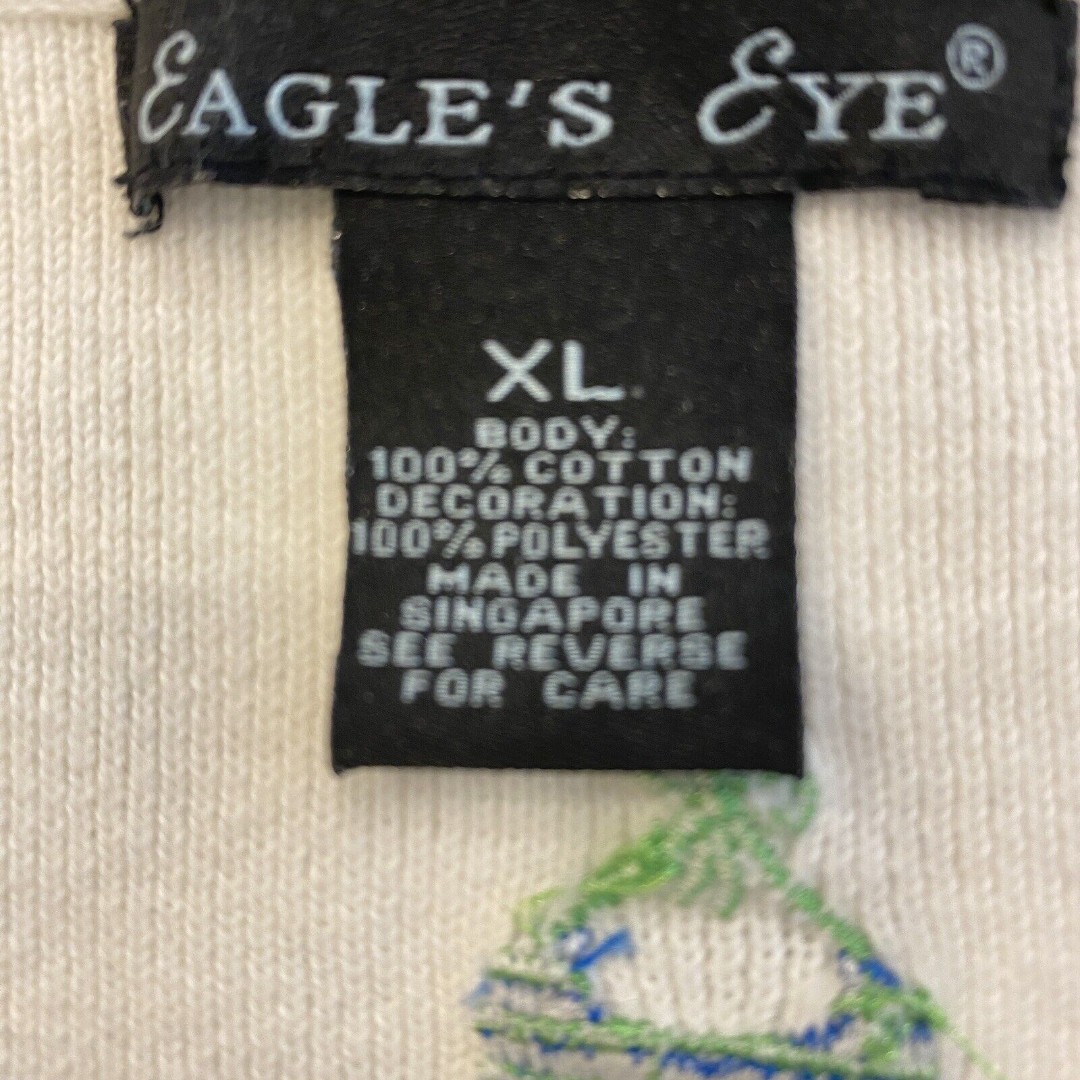 EAGLE'S EYE®
XL
BODY:
100% COTTON
DECORATION:
100% POLYESTER
MADE IN
SINGAPORE
SEE REVERSE
FOR CARE